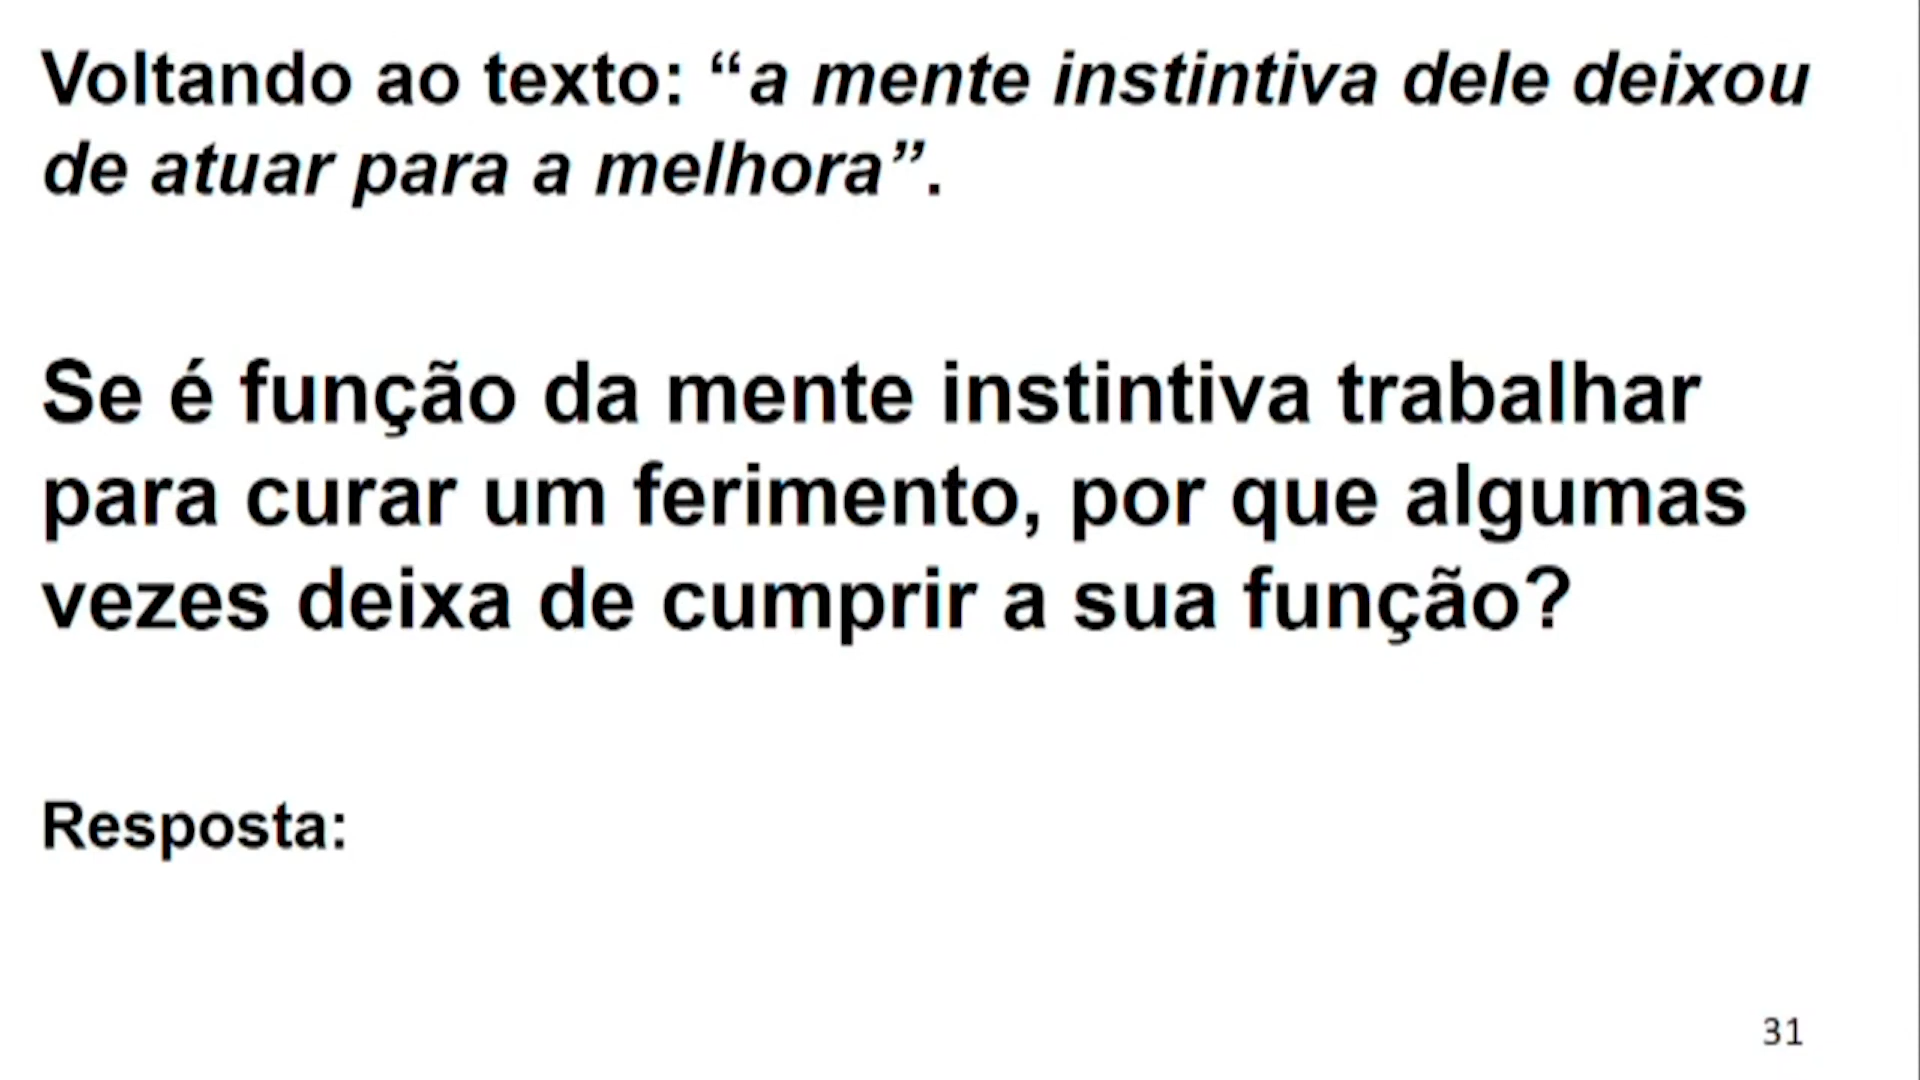 Voltando ao texto: “a mente instintiva dele deixou
de atuar para a melhora”.
Se é função da mente instintiva trabalhar
para curar um ferimento, por que algumas
vezes deixa de cumprir a sua função?
Resposta:
31